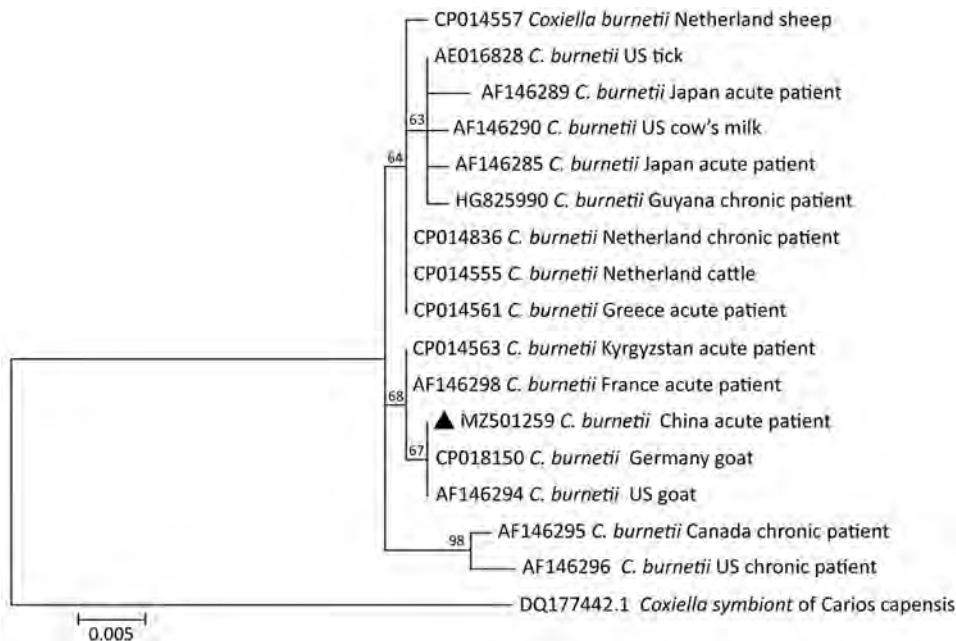 CP014557 Coxiella burnetii Netherland sheep
AE016828 C. burnetii US tick
AF146289 C. burnetii Japan acute patient
63
AF146290 C. burnetii US cow's milk
64
AF146285 C. burnetii Japan acute patient
HG825990 C. burnetii Guyana chronic patient
CP014836 C. burnetii Netherland chronic patient
CP014555 C. burnetii Netherland cattle
CP014561 C. burnetii Greece acute patient
CP014563 C. burnetii Kyrgyzstan acute patient
AF146298 C. burnetii France acute patient
68
MZ501259 C. burnetii China acute patient
67
CP018150 C. burnetii Germany goat
AF146294 C. burnetii US goat
AF146295 C. burnetii Canada chronic patient
98
AF146296 C. burnetii US chronic patient
DQ177442.1 Coxiella symbiont of Carios capensis
0.005